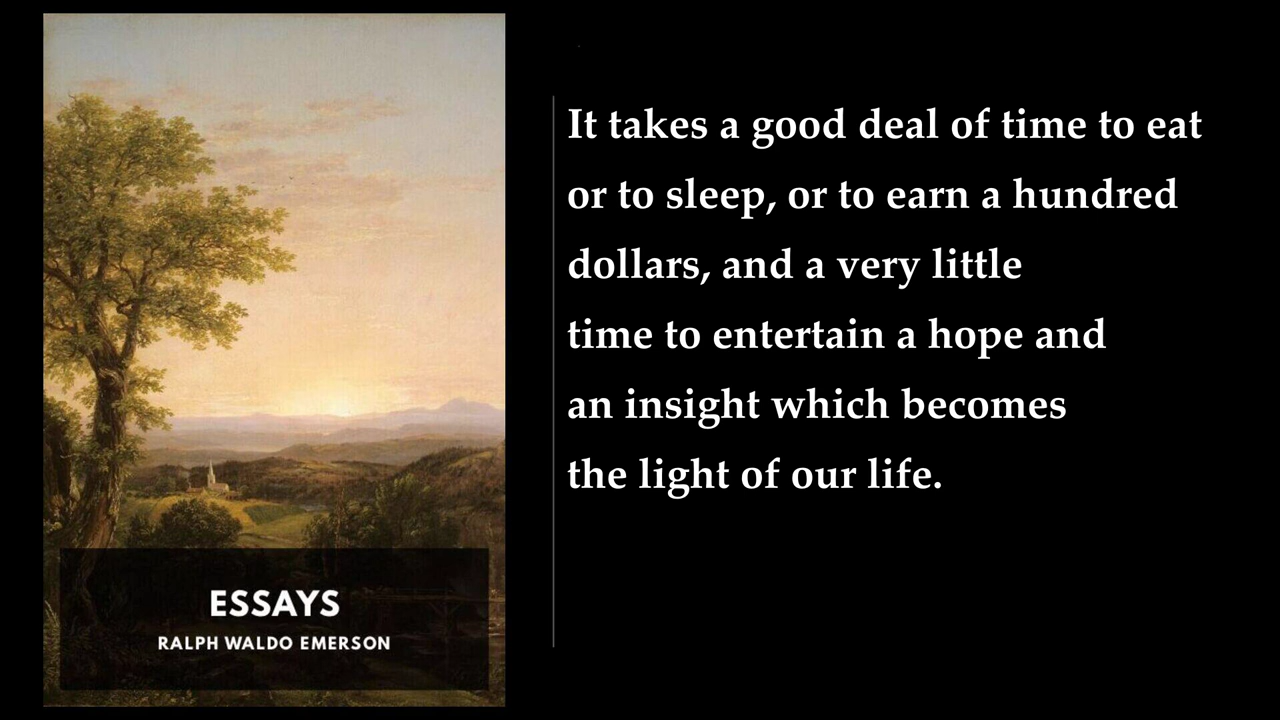 ESSAYS
RALPH WALDO EMERSON
It takes a good deal of time to eat
or to sleep, or to earn a hundred
dollars, and a very little
time to entertain a hope and
an insight which becomes
the light of our life.